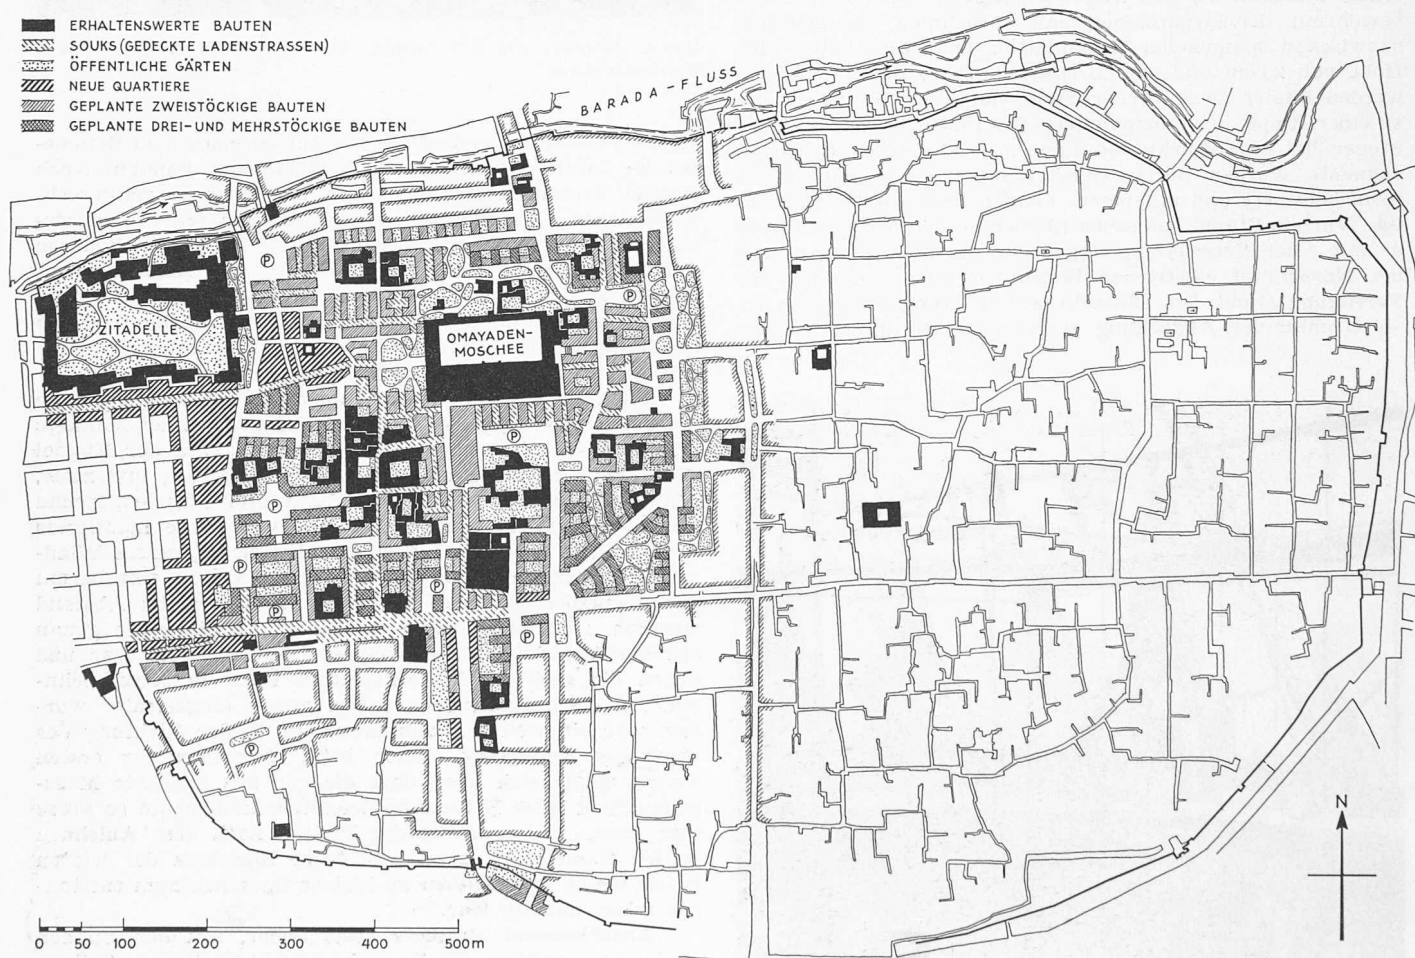 ERHALTENSWERTE BAUTEN
SOUKS (GEDECKTE LADENSTRASSEN)
ÖFFENTLICHE GÄRTEN
NEUE QUARTIERE
GEPLANTE ZWEISTÖCKIGE BAUTEN
GEPLANTE DREI- UND MEHRSTÖCKIGE BAUTEN
BARADA-FLUSS
P
P
ZITADELLE
OMAYADEN-
MOSCHEE
P
P
P
P
P
P
P
N
0 50 100 200 300 400 500m